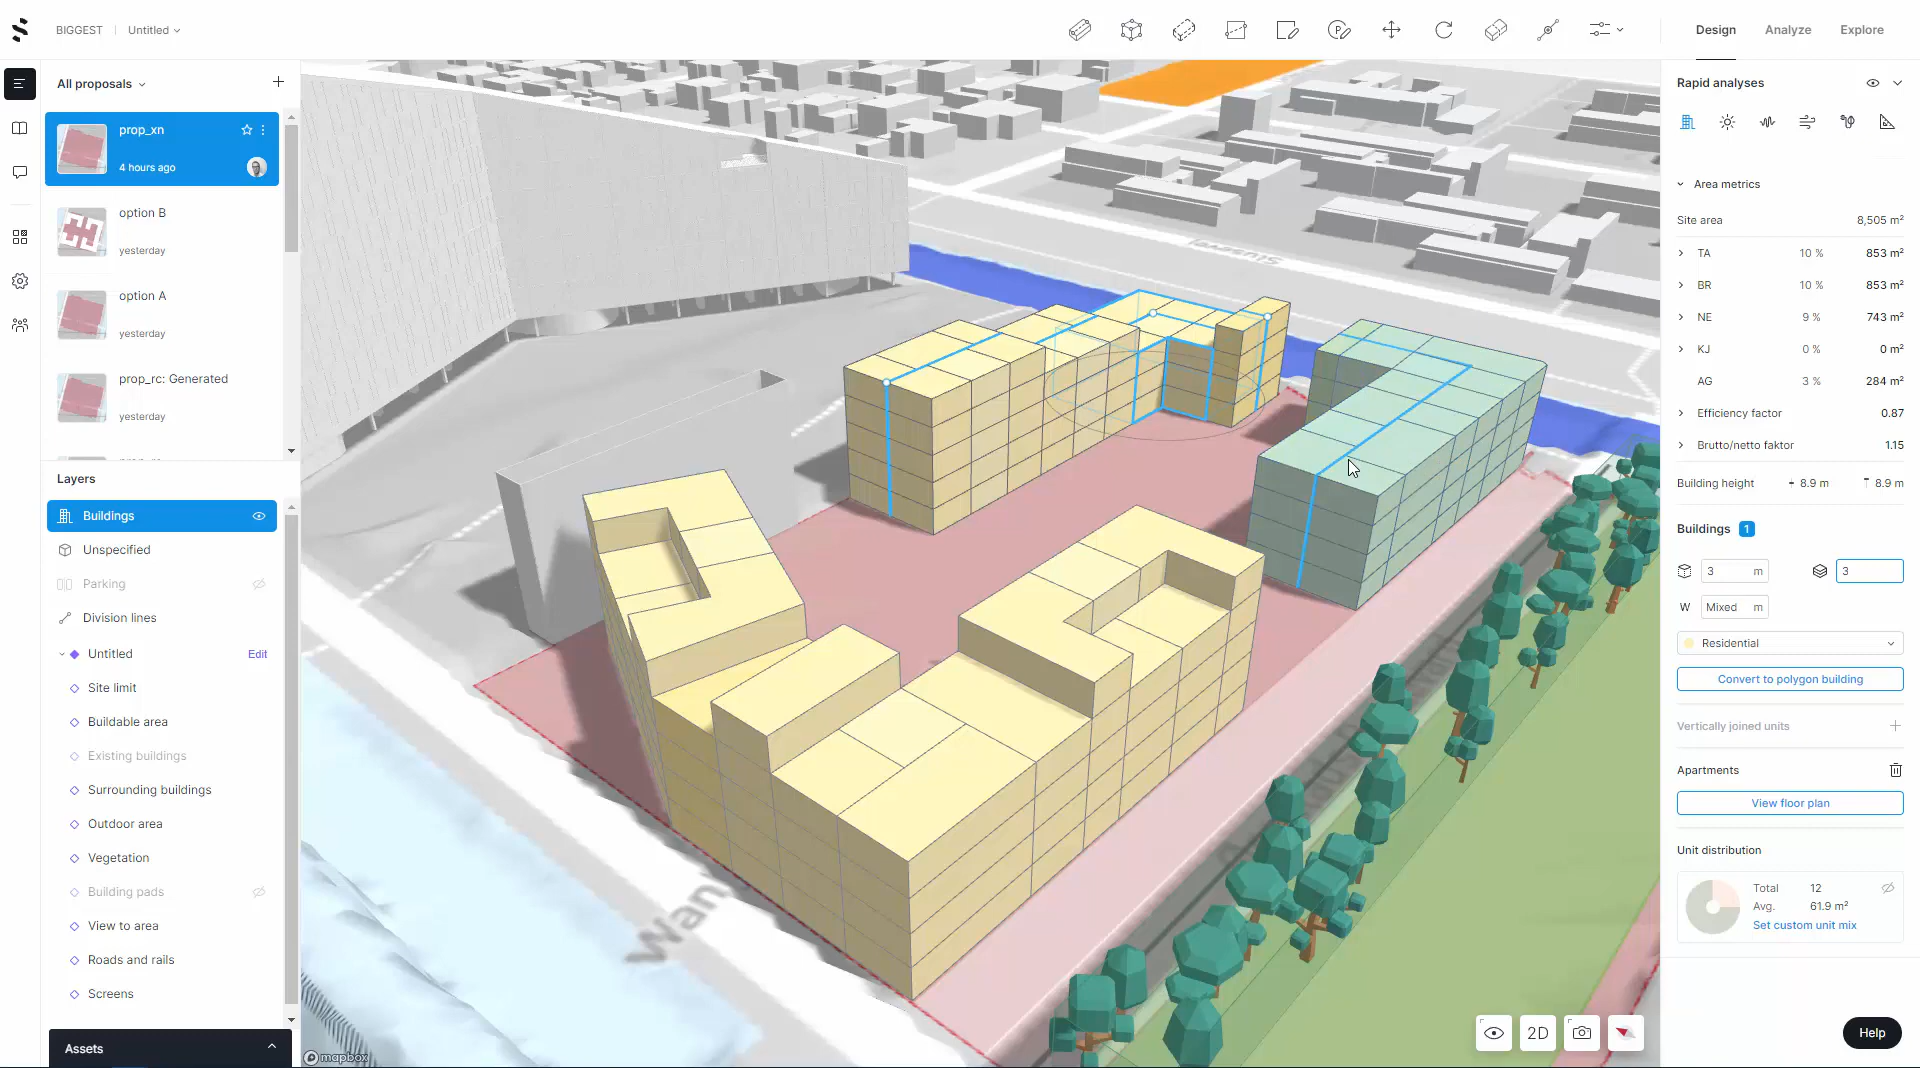 BIGGEST
Untitled
Design
Analyze
Explore
All proposals
prop_xn
4 hours ago
option B
yesterday
option A
yesterday
prop_rc: Generated
yesterday
Layers
Buildings
Unspecified
Parking
Division lines
Untitled
Edit
Site limit
Buildable area
Existing buildings
Surrounding buildings
Outdoor area
Vegetation
Building pads
View to area
Roads and rails
Screens
Assets
mapbox
2D
Rapid analyses
Area metrics
Site area 8,505 m²
TA 10 % 853 m²
BR 10 % 853 m²
NE 9 % 743 m²
KJ 0 % 0 m²
AG 3 % 284 m²
Efficiency factor 0.87
Brutto/netto faktor 1.15
Building height 8.9 m 8.9 m
Buildings 1
3 m 3
W Mixed m
Residential
Convert to polygon building
Vertically joined units
Apartments
View floor plan
Unit distribution
Total 12
Avg. 61.9 m²
Set custom unit mix
Help